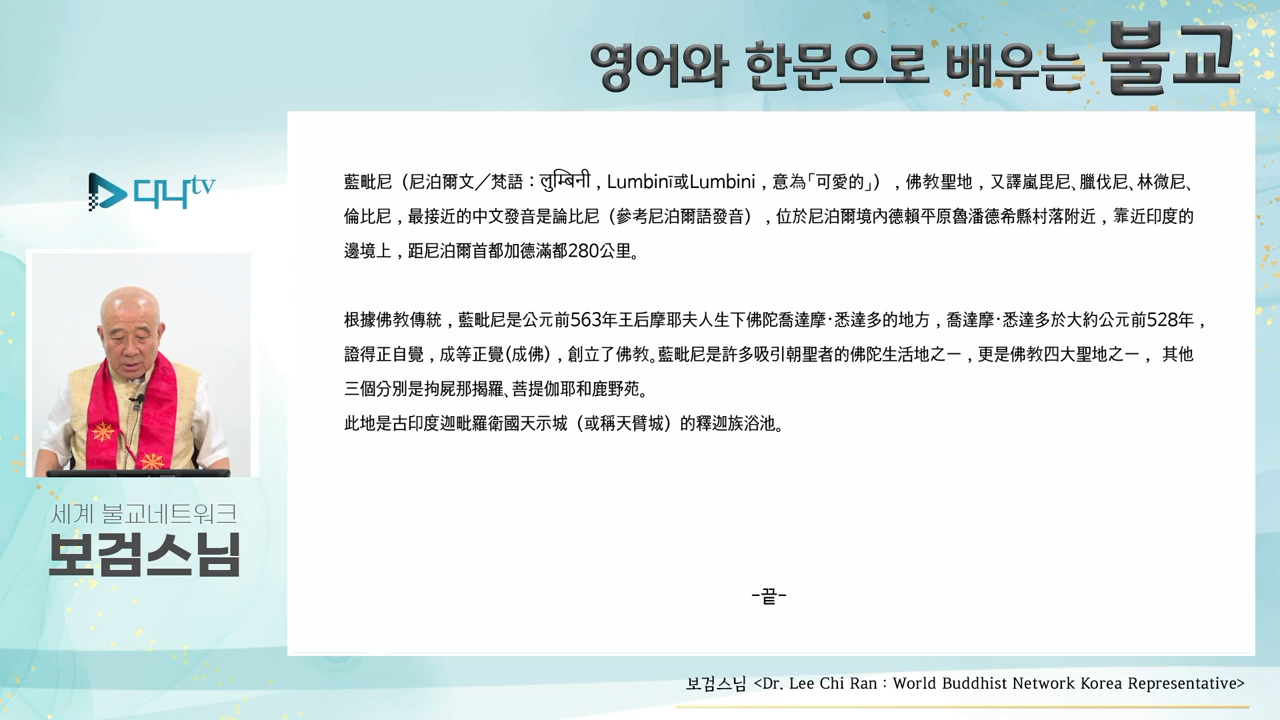 영어와 한문으로 배우는 불교
디나tv
藍毗尼（尼泊爾文／梵語：लुम्बिनी，Lumbinī或Lumbini，意為「可愛的」），佛教聖地，又譯嵐毘尼、臘伐尼、林微尼、
倫比尼，最接近的中文發音是論比尼（參考尼泊爾語發音），位於尼泊爾境內德賴平原魯潘德希縣村落附近，靠近印度的
邊境上，距尼泊爾首都加德滿都280公里。
根據佛教傳統，藍毗尼是公元前563年王后摩耶夫人生下佛陀喬達摩·悉達多的地方，喬達摩·悉達多於大約公元前528年，
證得正自覺，成等正覺(成佛)，創立了佛教。藍毗尼是許多吸引朝聖者的佛陀生活地之一，更是佛教四大聖地之一， 其他
三個分別是拘屍那揭羅、菩提伽耶和鹿野苑。
此地是古印度迦毗羅衛國天示城（或稱天臂城）的釋迦族浴池。
-끝-
세계 불교네트워크
보검스님
보검스님 <Dr. Lee Chi Ran : World Buddhist Network Korea Representative>